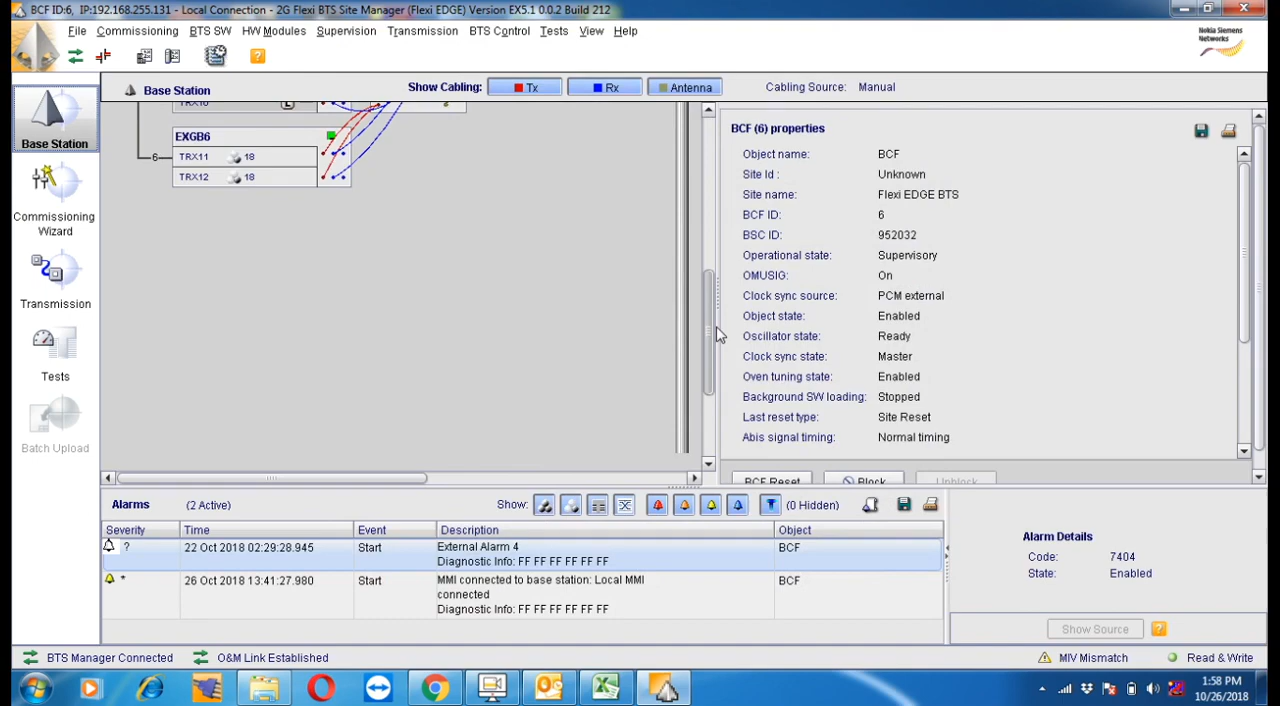 BCF ID:6, IP:192.168.255.131 - Local Connection - 2G Flexi BTS Site Manager (Flexi EDGE) Version EX5.1 0.0.2 Build 212
File Commissioning BTS SW HW Modules Supervision Transmission BTS Control Tests View Help
Nokia Siemens
Networks
Base Station
Show Cabling: Tx Rx Antenna Cabling Source: Manual
Base Station
Commissioning
Wizard
Transmission
Tests
Batch Upload
TRX10 L
EXGB6
6 TRX11 18
TRX12 18
BCF (6) properties
Object name: BCF
Site Id : Unknown
Site name: Flexi EDGE BTS
BCF ID: 6
BSC ID: 952032
Operational state: Supervisory
OMUSIG: On
Clock sync source: PCM external
Object state: Enabled
Oscillator state: Ready
Clock sync state: Master
Oven tuning state: Enabled
Background SW loading: Stopped
Last reset type: Site Reset
Abis signal timing: Normal timing
BCF Reset Block Unblock
Alarms (2 Active) Show: (0 Hidden)
Severity Time Event Description Object
? 22 Oct 2018 02:29:28.945 Start External Alarm 4 BCF
Diagnostic Info: FF FF FF FF FF FF
* 26 Oct 2018 13:41:27.980 Start MMI connected to base station: Local MMI BCF
connected
Diagnostic Info: FF FF FF FF FF FF
Alarm Details
Code: 7404
State: Enabled
Show Source ?
BTS Manager Connected O&M Link Established MIV Mismatch Read & Write
1:58 PM
10/26/2018